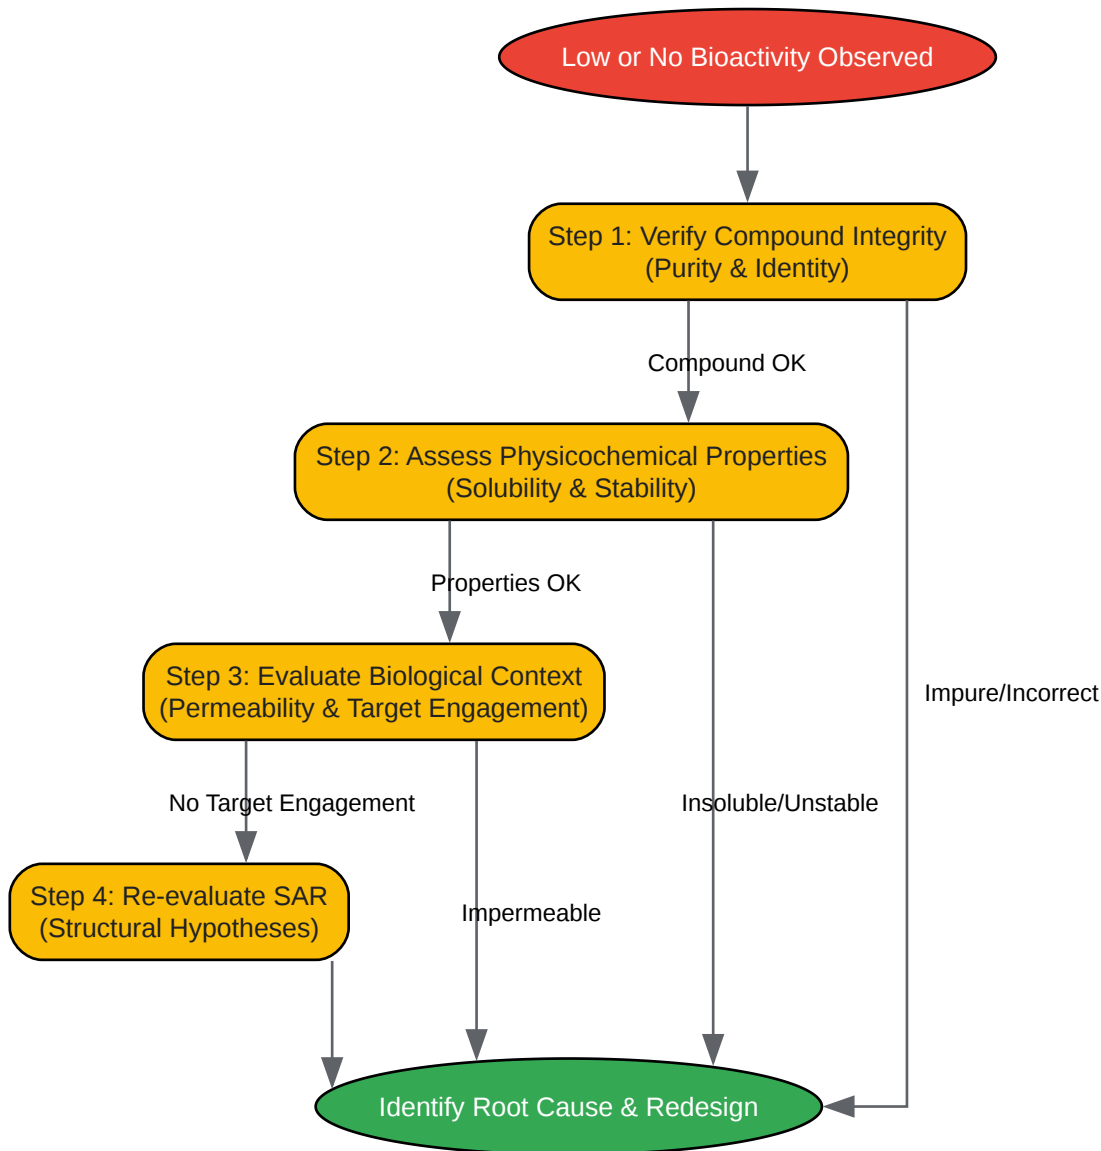 Low or No Bioactivity Observed
Step 1: Verify Compound Integrity
(Purity & Identity)
Compound OK
Step 2: Assess Physicochemical Properties
(Solubility & Stability)
Properties OK
Step 3: Evaluate Biological Context
(Permeability & Target Engagement)
Impure/Incorrect
No Target Engagement
Insoluble/Unstable
Step 4: Re-evaluate SAR
(Structural Hypotheses)
Impermeable
Identify Root Cause & Redesign